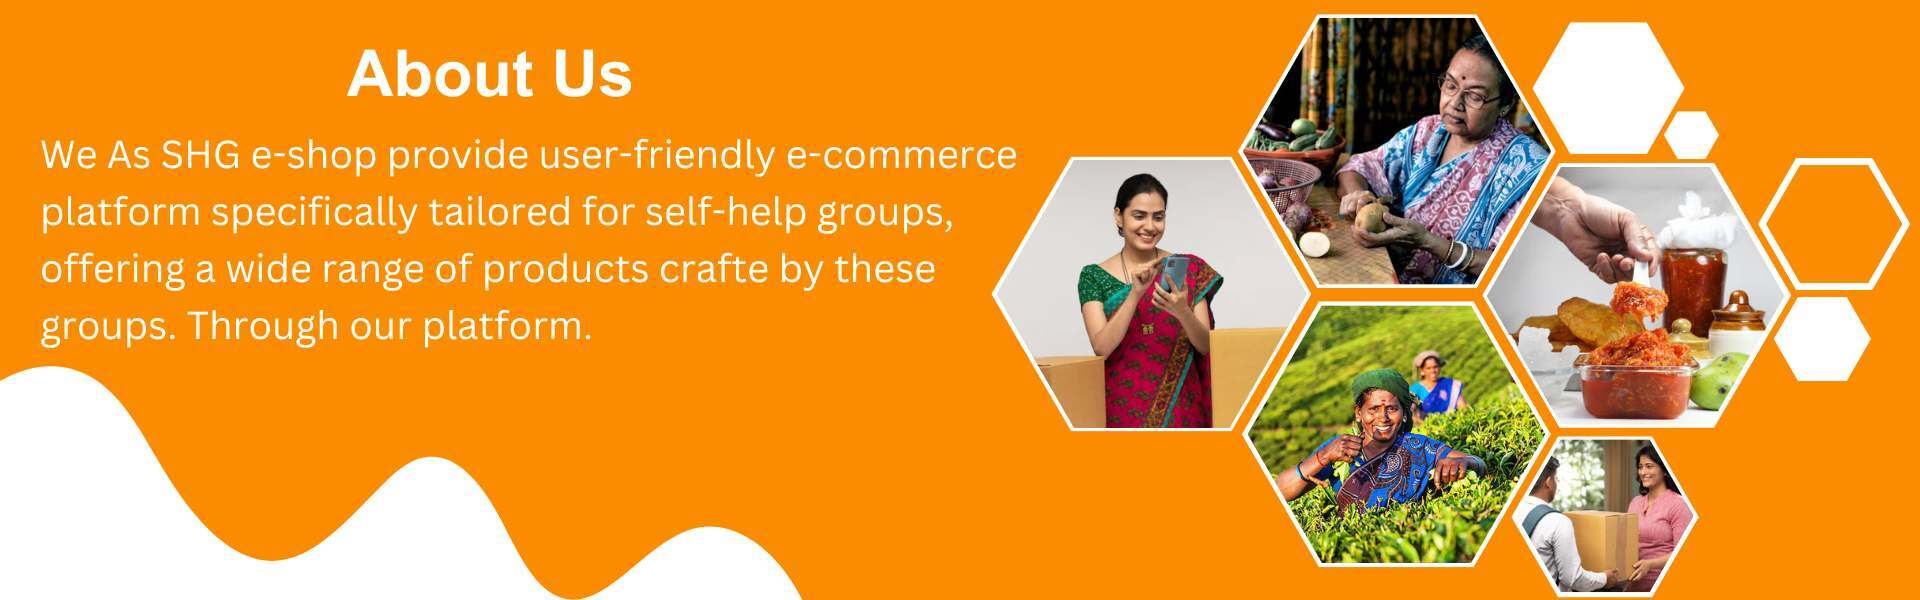 About Us
We As SHG e-shop provide user-friendly e-commerce
platform specifically tailored for self-help groups,
offering a wide range of products crafte by these
groups. Through our platform.